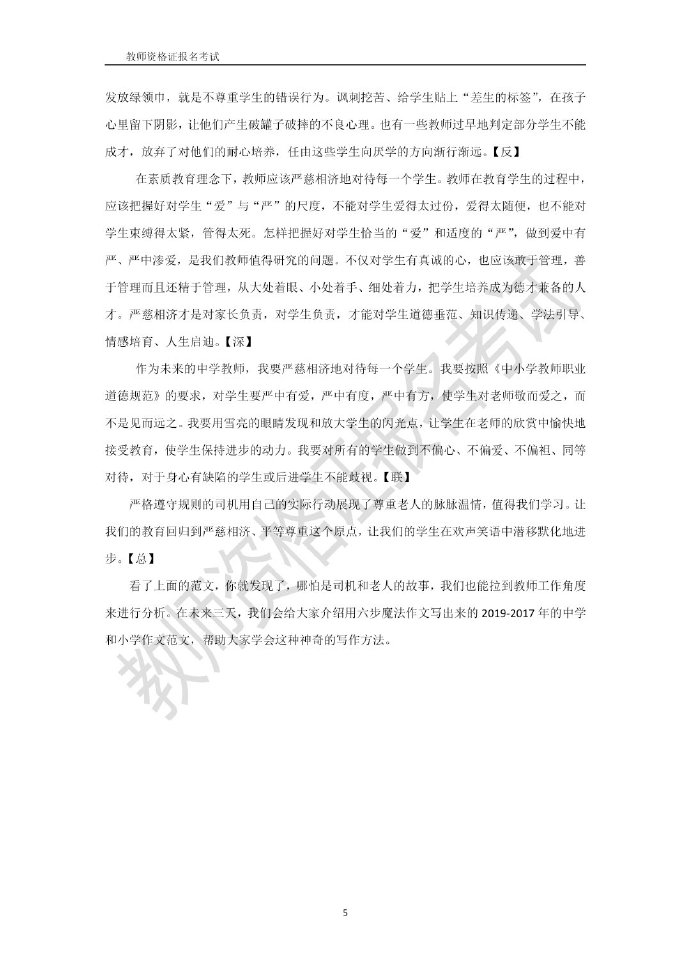 教师资格证报名考试
发放绿领巾，就是不尊重学生的错误行为。讽刺挖苦、给学生贴上“差生的标签”，在孩子
心里留下阴影，让他们产生破罐子破摔的不良心理。也有一些教师过早地判定部分学生不能
成才，放弃了对他们的耐心培养，任由这些学生向厌学的方向渐行渐远。【反】
在素质教育理念下，教师应该严慈相济地对待每一个学生。教师在教育学生的过程中，
应该把握好对学生“爱”与“严”的尺度，不能对学生爱得太过份，爱得太随便，也不能对
学生束缚得太紧，管得太死。怎样把握好对学生恰当的“爱”和适度的“严”，做到爱中有
严、严中渗爱，是我们教师值得研究的问题。不仅对学生有真诚的心，也应该敢于管理，善
于管理而且还精于管理，从大处着眼、小处着手、细处着力，把学生培养成为德才兼备的人
才。严慈相济才是对家长负责，对学生负责，才能对学生道德垂范、知识传递、学法引导、
情感培育、人生启迪。【深】
作为未来的中学教师，我要严慈相济地对待每一个学生。我要按照《中小学教师职业
道德规范》的要求，对学生要严中有爱，严中有度，严中有方，使学生对老师敬而爱之，而
不是见而远之。我要用雪亮的眼睛发现和放大学生的闪光点，让学生在老师的欣赏中愉快地
接受教育，使学生保持进步的动力。我要对所有的学生做到不偏心、不偏爱、不偏袒、同等
对待，对于身心有缺陷的学生或后进学生不能歧视。【联】
严格遵守规则的司机用自己的实际行动展现了尊重老人的脉脉温情，值得我们学习。让
我们的教育回归到严慈相济、平等尊重这个原点，让我们的学生在欢声笑语中潜移默化地进
步。【总】
看了上面的范文，你就发现了，哪怕是司机和老人的故事，我们也能拉到教师工作角度
来进行分析。在未来三天，我们会给大家介绍用六步魔法作文写出来的 2019-2017 年的中学
和小学作文范文，帮助大家学会这种神奇的写作方法。
教师资格证报名考试
5